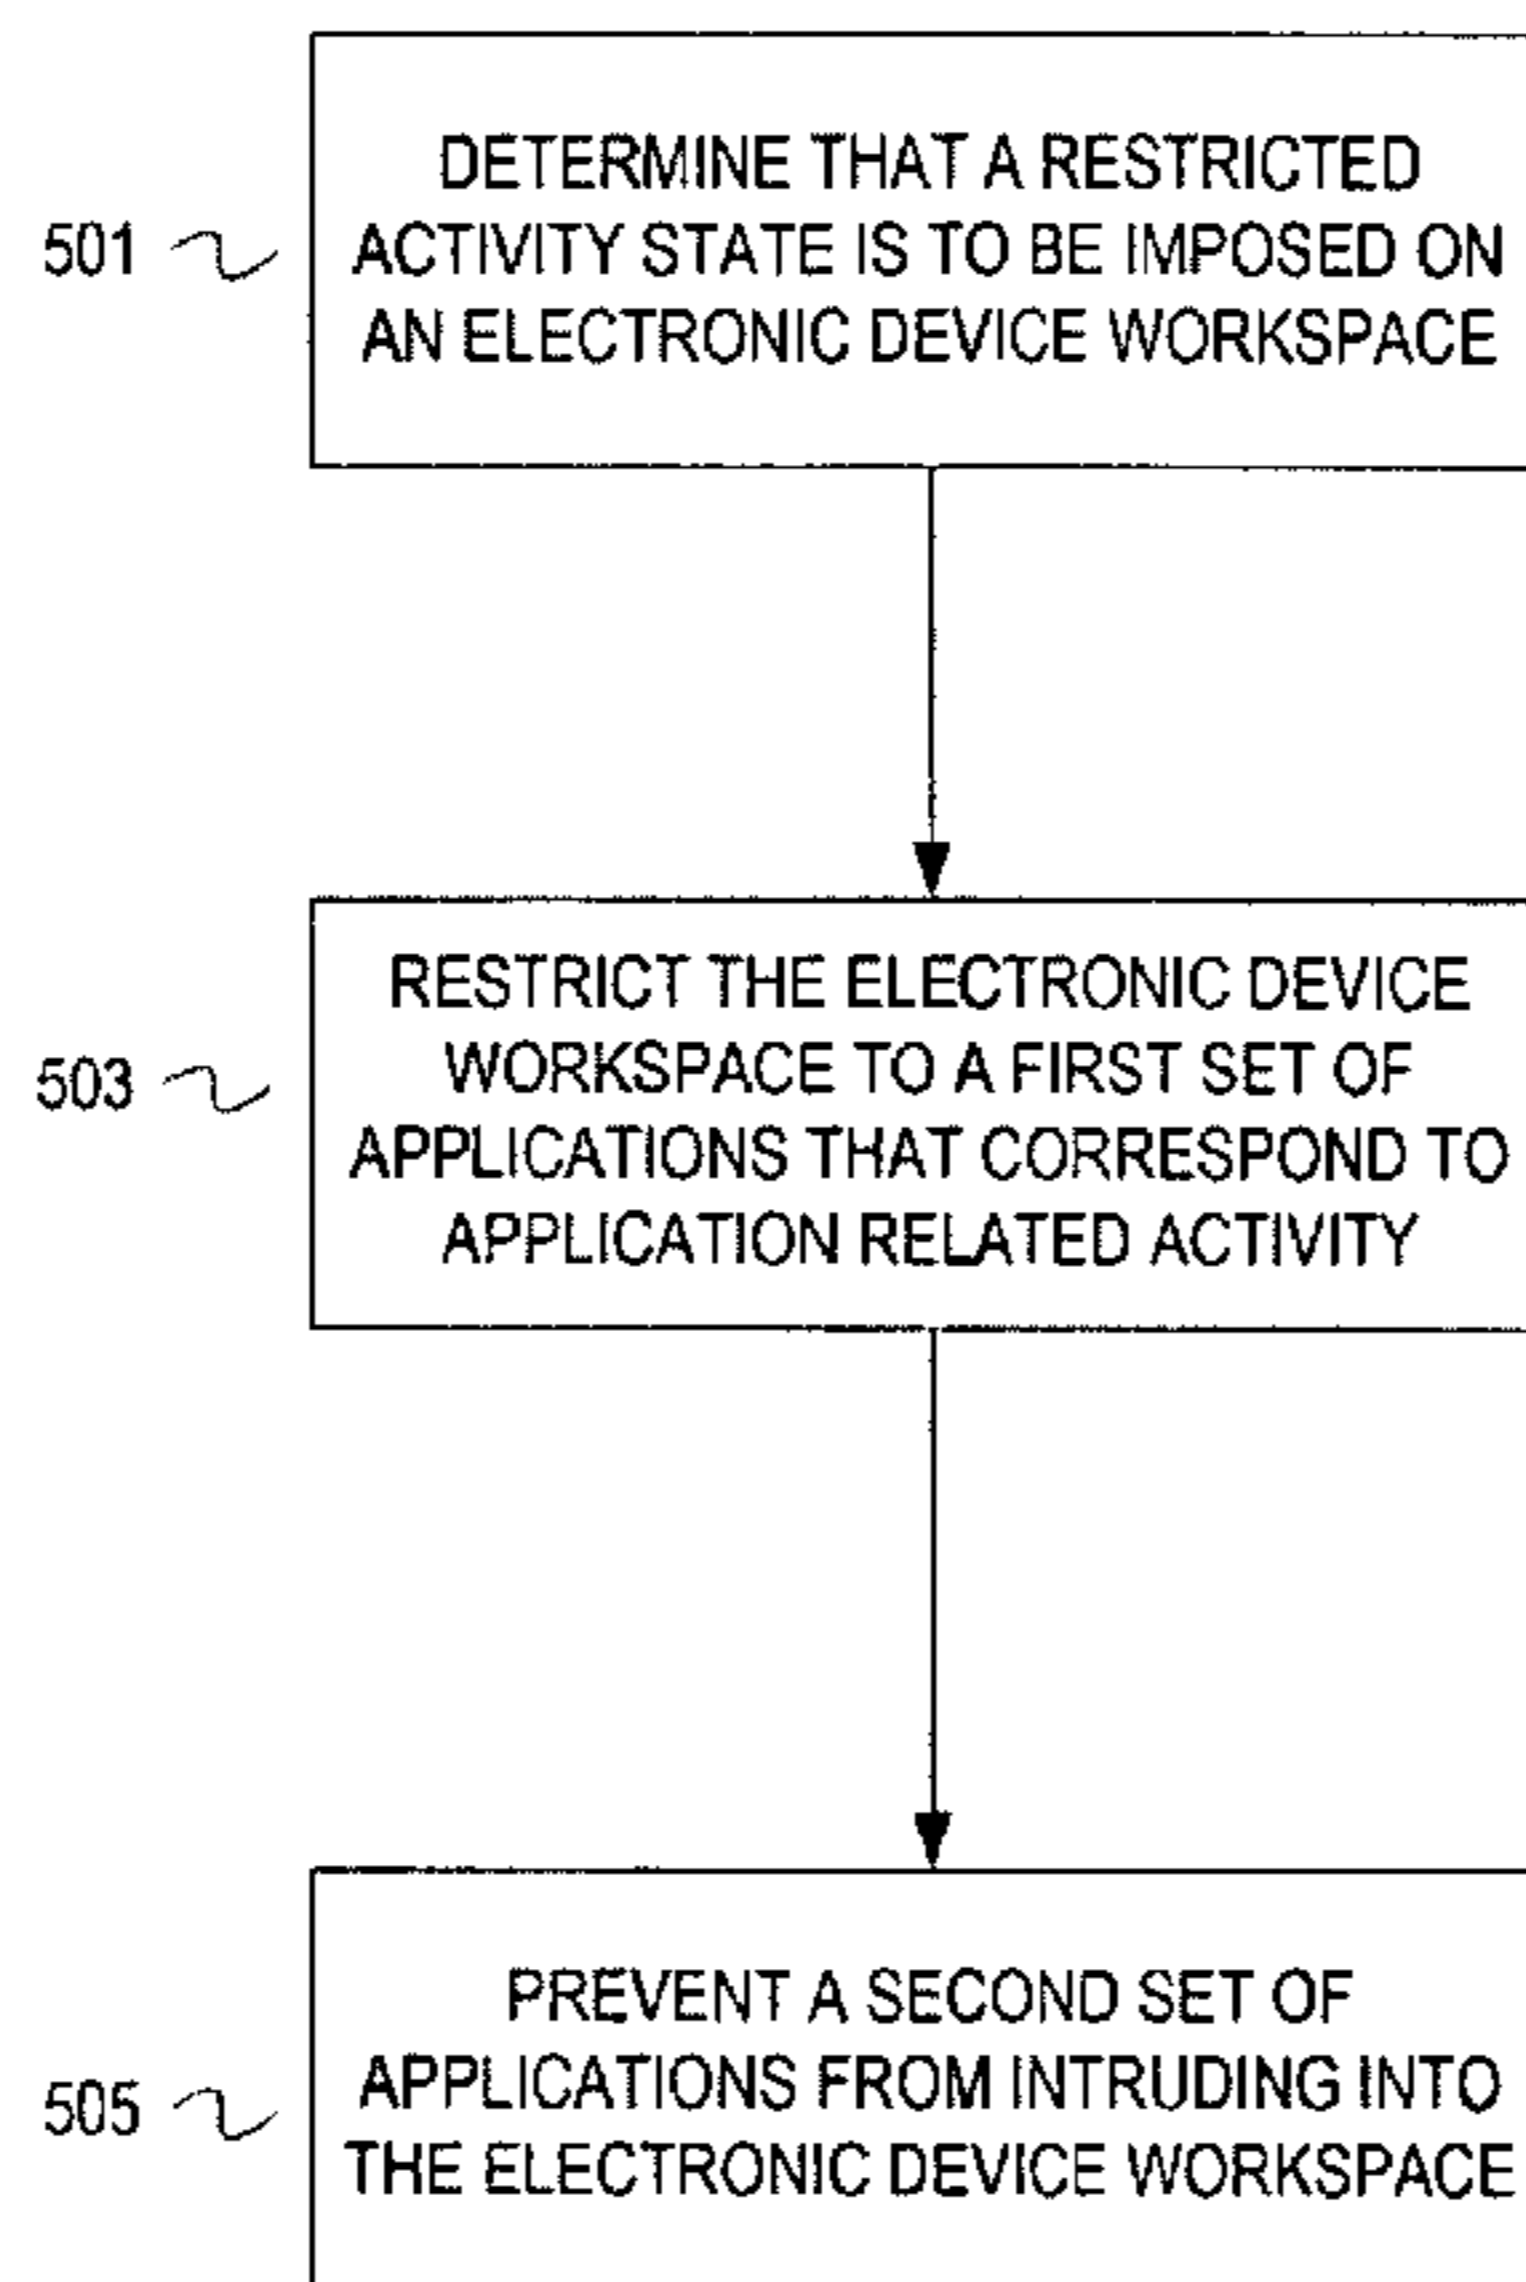 DETERMINE THAT A RESTRICTED
501 ACTIVITY STATE IS TO BE IMPOSED ON
AN ELECTRONIC DEVICE WORKSPACE
RESTRICT THE ELECTRONIC DEVICE
503 WORKSPACE TO A FIRST SET OF
APPLICATIONS THAT CORRESPOND TO
APPLICATION RELATED ACTIVITY
PREVENT A SECOND SET OF
505 APPLICATIONS FROM INTRUDING INTO
THE ELECTRONIC DEVICE WORKSPACE